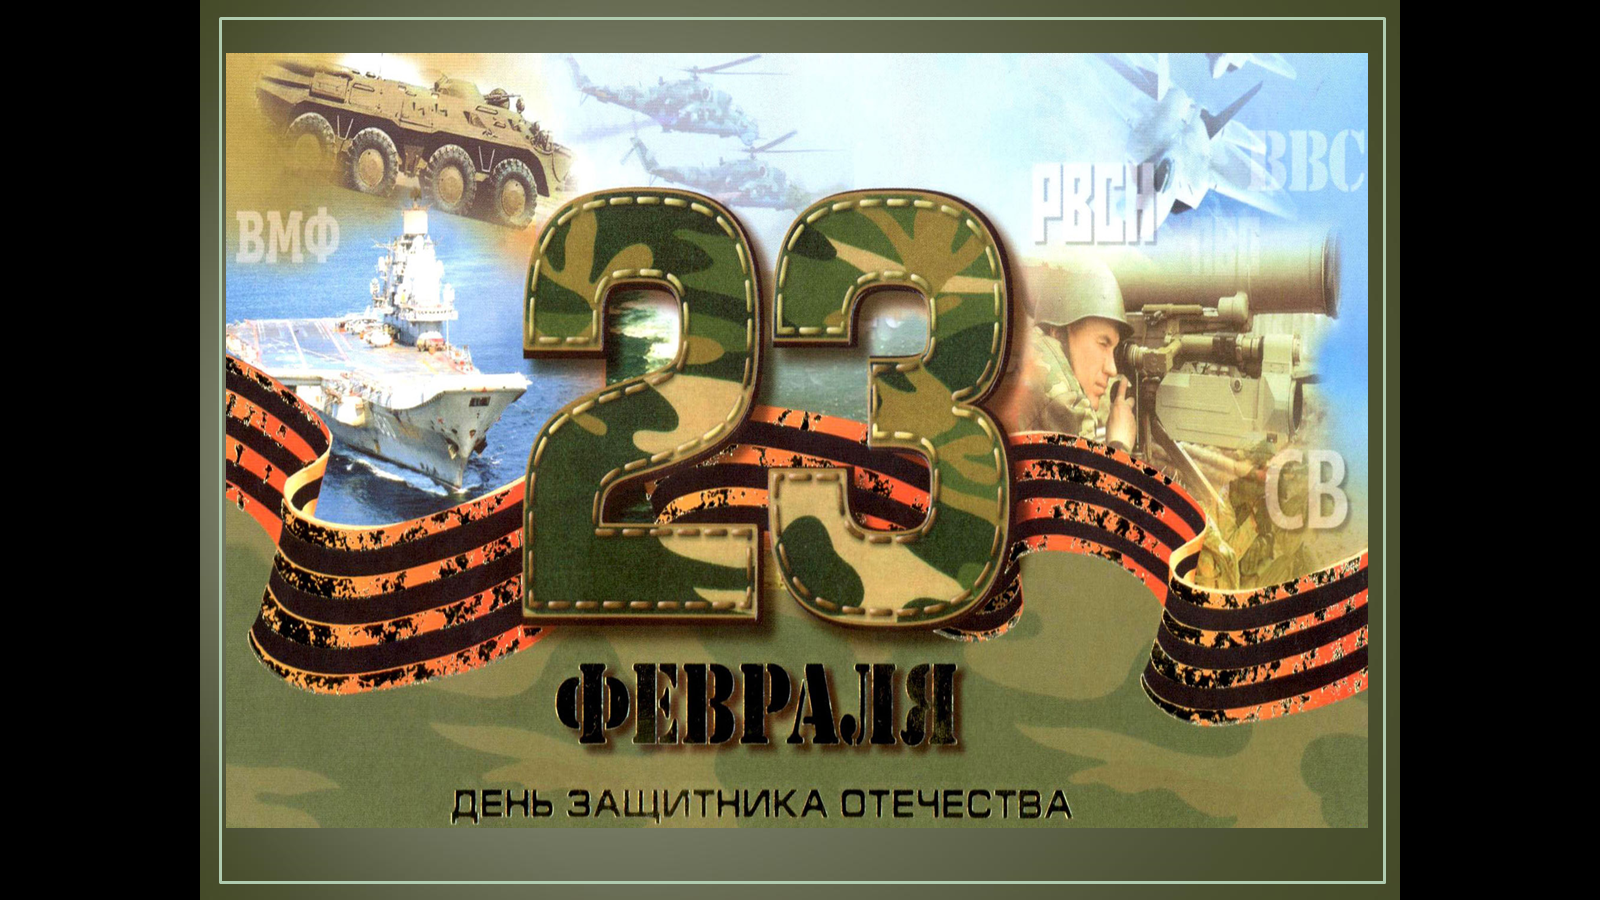 ВВС
РВСН
ВМФ
23
СВ
ФЕВРАЛЯ
ДЕНЬ ЗАЩИТНИКА ОТЕЧЕСТВА